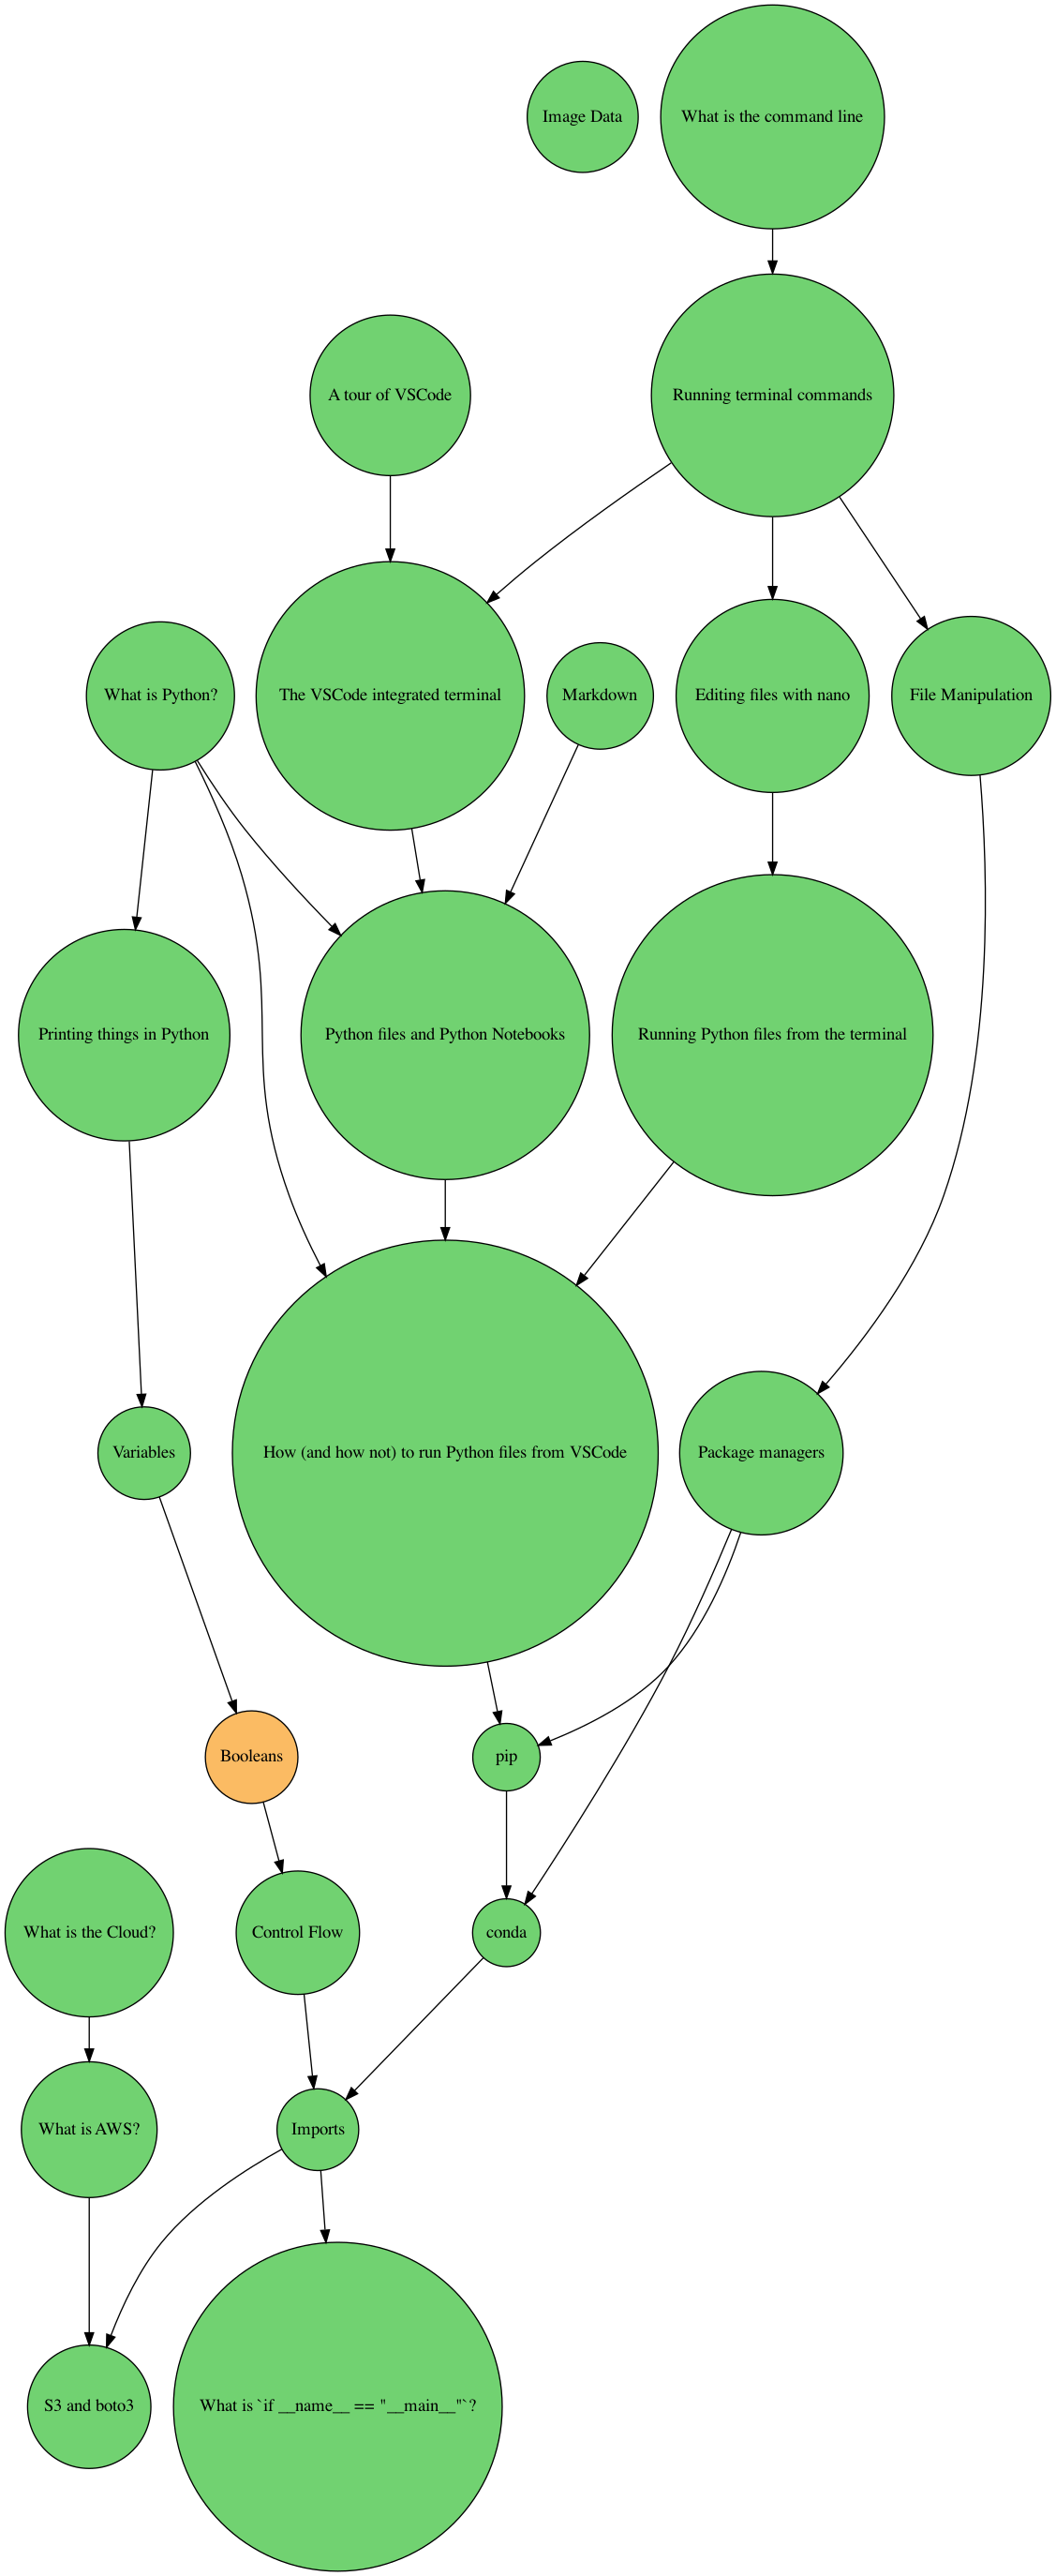 Image Data
What is the command line
A tour of VSCode
Running terminal commands
What is Python?
The VSCode integrated terminal
Markdown
Editing files with nano
File Manipulation
Printing things in Python
Python files and Python Notebooks
Running Python files from the terminal
Variables
How (and how not) to run Python files from VSCode
Package managers
Booleans
pip
What is the Cloud?
Control Flow
conda
What is AWS?
Imports
S3 and boto3
What is `if __name__ == "__main__"`?